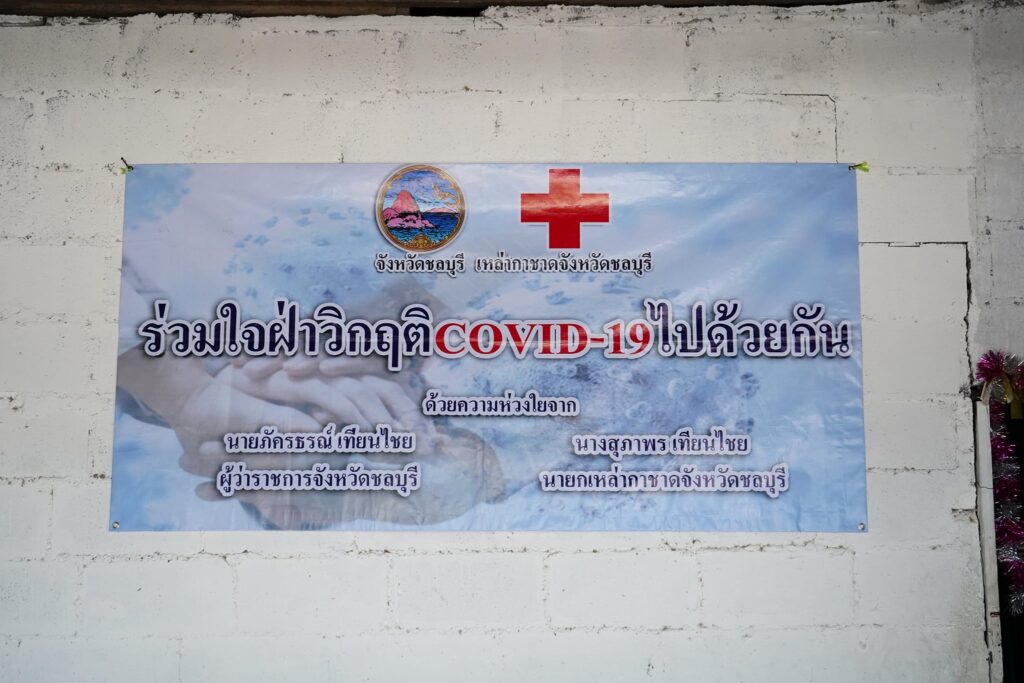 จังหวัดชลบุรี เหล่ากาชาดจังหวัดชลบุรี
ร่วมใจฝ่าวิกฤติCOVID-19ไปด้วยกัน
ด้วยความห่วงใยจาก
นายภัครธรณ์ เทียนไชย นางสุภาพร เทียนไชย
ผู้ว่าราชการจังหวัดชลบุรี นายกเหล่ากาชาดจังหวัดชลบุรี